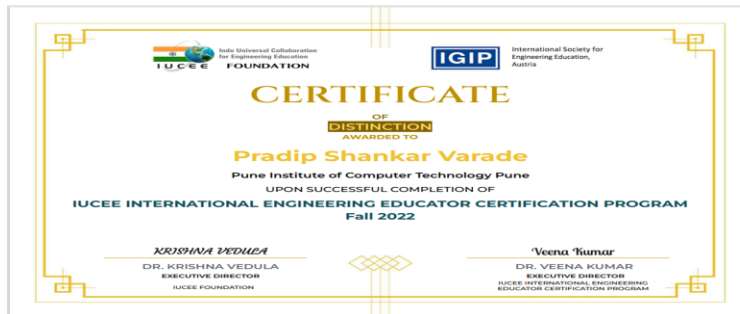 Indo Universal Collaboration
for Engineering Education
IUCEE FOUNDATION
IGIP
International Society for
Engineering Education,
Austria
CERTIFICATE
OF
DISTINCTION
AWARDED TO
Pradip Shankar Varade
Pune Institute of Computer Technology Pune
UPON SUCCESSFUL COMPLETION OF
IUCEE INTERNATIONAL ENGINEERING EDUCATOR CERTIFICATION PROGRAM
Fall 2022
KRISHNA VEDULA
DR. KRISHNA VEDULA
EXECUTIVE DIRECTOR
IUCEE FOUNDATION
Veena Kumar
DR. VEENA KUMAR
EXECUTIVE DIRECTOR
IUCEE INTERNATIONAL ENGINEERING
EDUCATOR CERTIFICATION PROGRAM